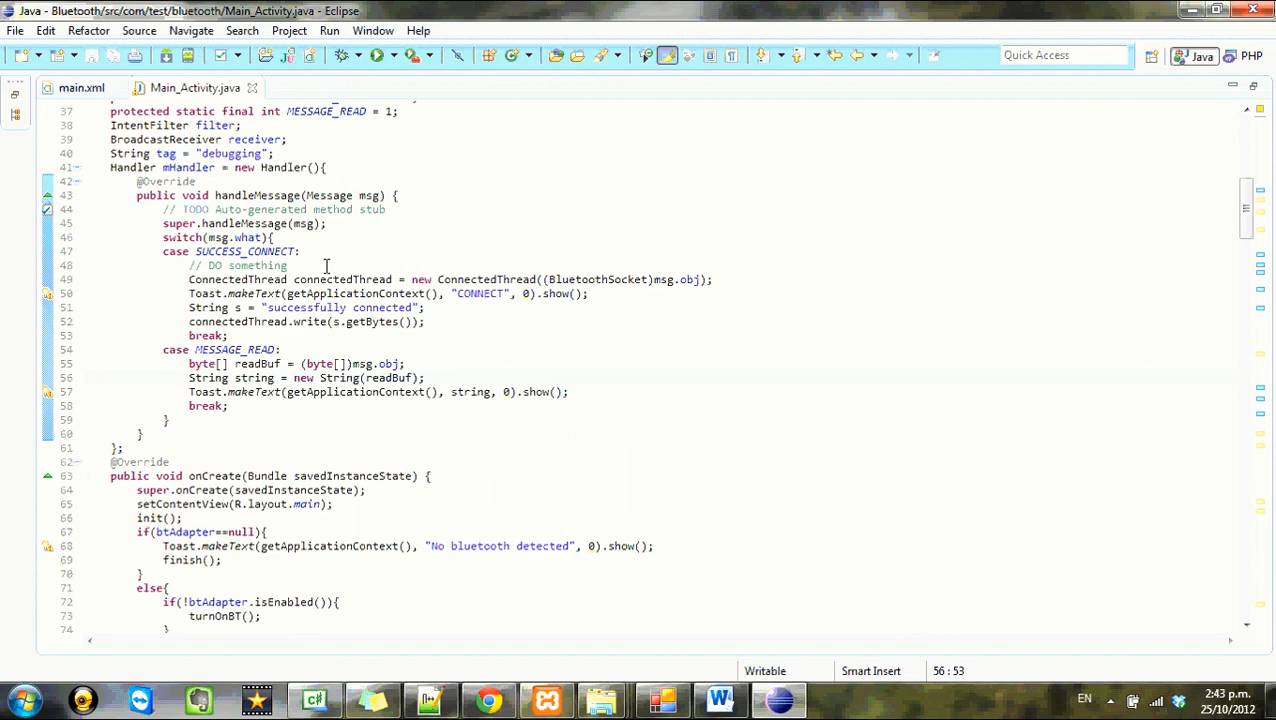 Java - Bluetooth/src/com/test/bluetooth/Main_Activity.java - Eclipse
File Edit Refactor Source Navigate Search Project Run Window Help
Quick Access
Java
PHP
main.xml
Main_Activity.java
37 protected static final int MESSAGE_READ = 1;
38 IntentFilter filter;
39 BroadcastReceiver receiver;
40 String tag = "debugging";
41 Handler mHandler = new Handler(){
42 @Override
43 public void handleMessage(Message msg) {
44 // TODO Auto-generated method stub
45 super.handleMessage(msg);
46 switch(msg.what){
47 case SUCCESS_CONNECT:
48 // DO something
49 ConnectedThread connectedThread = new ConnectedThread((BluetoothSocket)msg.obj);
50 Toast.makeText(getApplicationContext(), "CONNECT", 0).show();
51 String s = "successfully connected";
52 connectedThread.write(s.getBytes());
53 break;
54 case MESSAGE_READ:
55 byte[] readBuf = (byte[])msg.obj;
56 String string = new String(readBuf);
57 Toast.makeText(getApplicationContext(), string, 0).show();
58 break;
59 }
60 }
61 };
62 @Override
63 public void onCreate(Bundle savedInstanceState) {
64 super.onCreate(savedInstanceState);
65 setContentView(R.layout.main);
66 init();
67 if(btAdapter==null){
68 Toast.makeText(getApplicationContext(), "No bluetooth detected", 0).show();
69 finish();
70 }
71 else{
72 if(!btAdapter.isEnabled()){
73 turnOnBT();
74 }
Writable
Smart Insert
56 : 53
EN
2:43 p.m.
25/10/2012